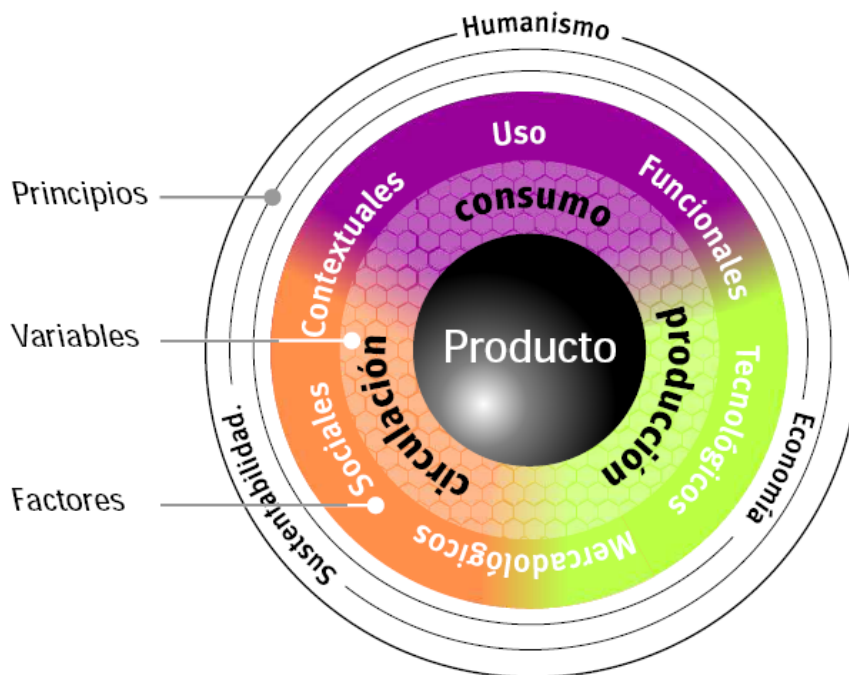 Humanismo
Principios
Variables
Factores
Uso
Funcionales
Contextuales
consumo
Producto
producción
circulación
Tecnológicos
Sociales
Mercadológicos
Economía
Sustentabilidad.